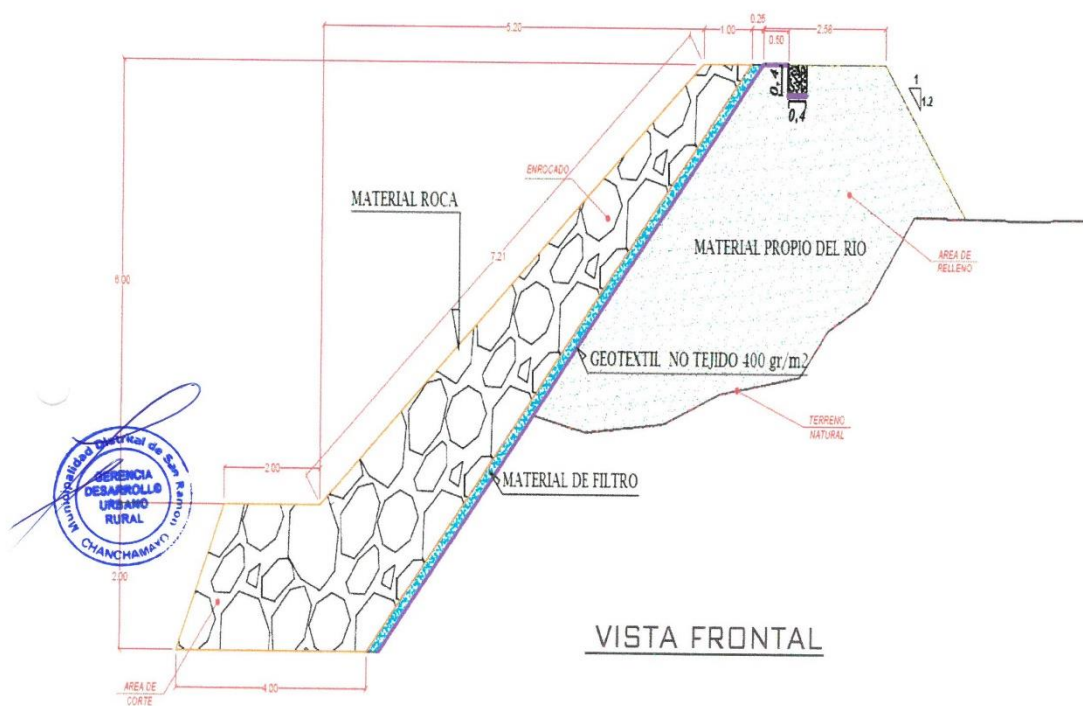 5.20
1.00
0.25
0.50
2.58
0,4
0,4
1
1.2
ENROCADO
MATERIAL ROCA
7.21
6.00
MATERIAL PROPIO DEL RIO
AREA DE
RELLENO
GEOTEXTIL NO TEJIDO 400 gr/m2
TERRENO
NATURAL
2.00
MATERIAL DE FILTRO
Municipalidad Distrital de San Ramon
GERENCIA
DESARROLLO
URBANO
RURAL
CHANCHAMAYO
2.00
VISTA FRONTAL
4.00
AREA DE
CORTE